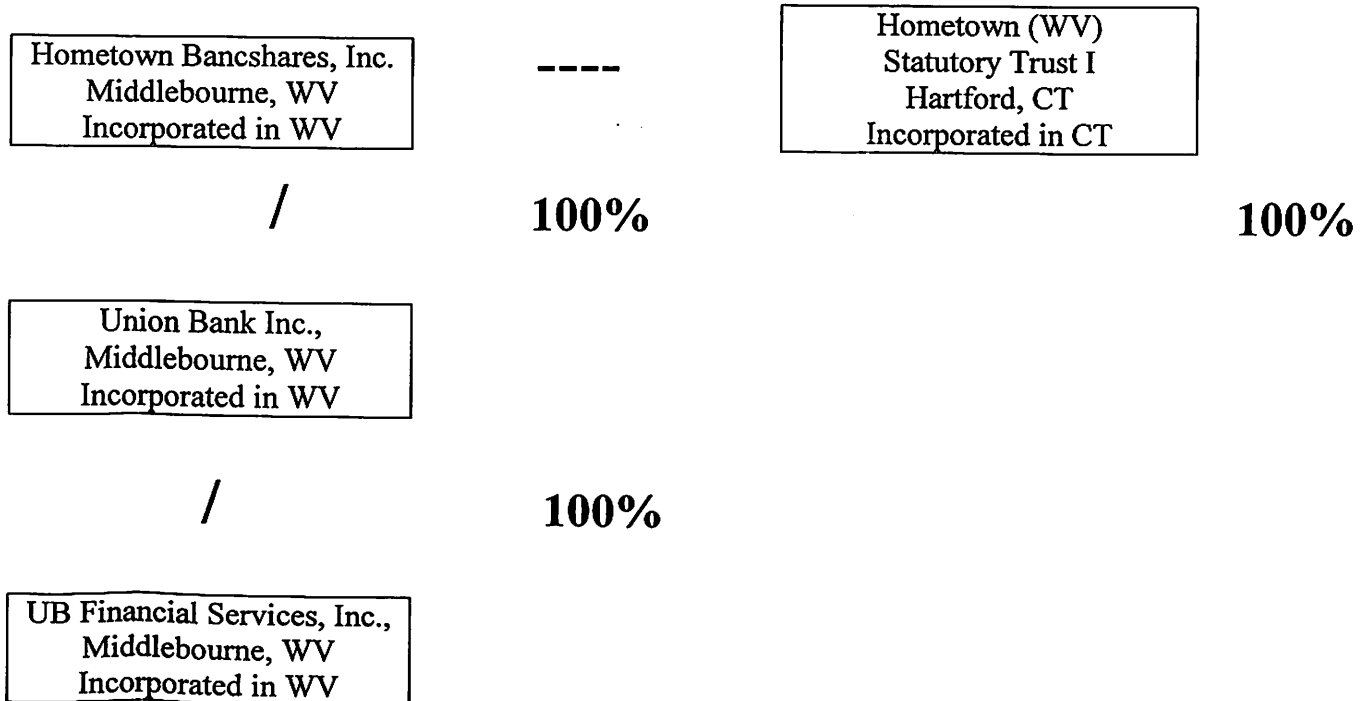 Hometown Bancshares, Inc.
Middlebourne, WV
Incorporated in WV
----
Hometown (WV)
Statutory Trust I
Hartford, CT
Incorporated in CT
/ 100% 100%
Union Bank Inc.,
Middlebourne, WV
Incorporated in WV
/ 100%
UB Financial Services, Inc.,
Middlebourne, WV
Incorporated in WV